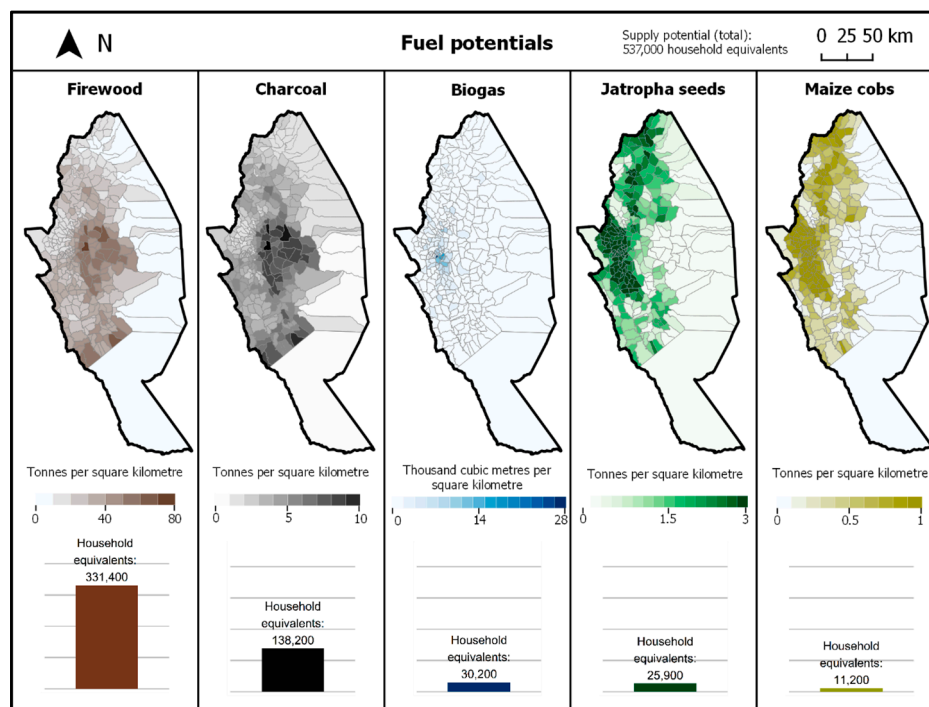 N
Fuel potentials
Supply potential (total):
537,000 household equivalents
0 25 50 km
Firewood
Charcoal
Biogas
Jatropha seeds
Maize cobs
Tonnes per square kilometre
0 40 80
Tonnes per square kilometre
0 5 10
Thousand cubic metres per
square kilometre
0 14 28
Tonnes per square kilometre
0 1.5 3
Tonnes per square kilometre
0 0.5 1
Household
equivalents:
331,400
Household
equivalents:
138,200
Household
equivalents:
30,200
Household
equivalents:
25,900
Household
equivalents:
11,200